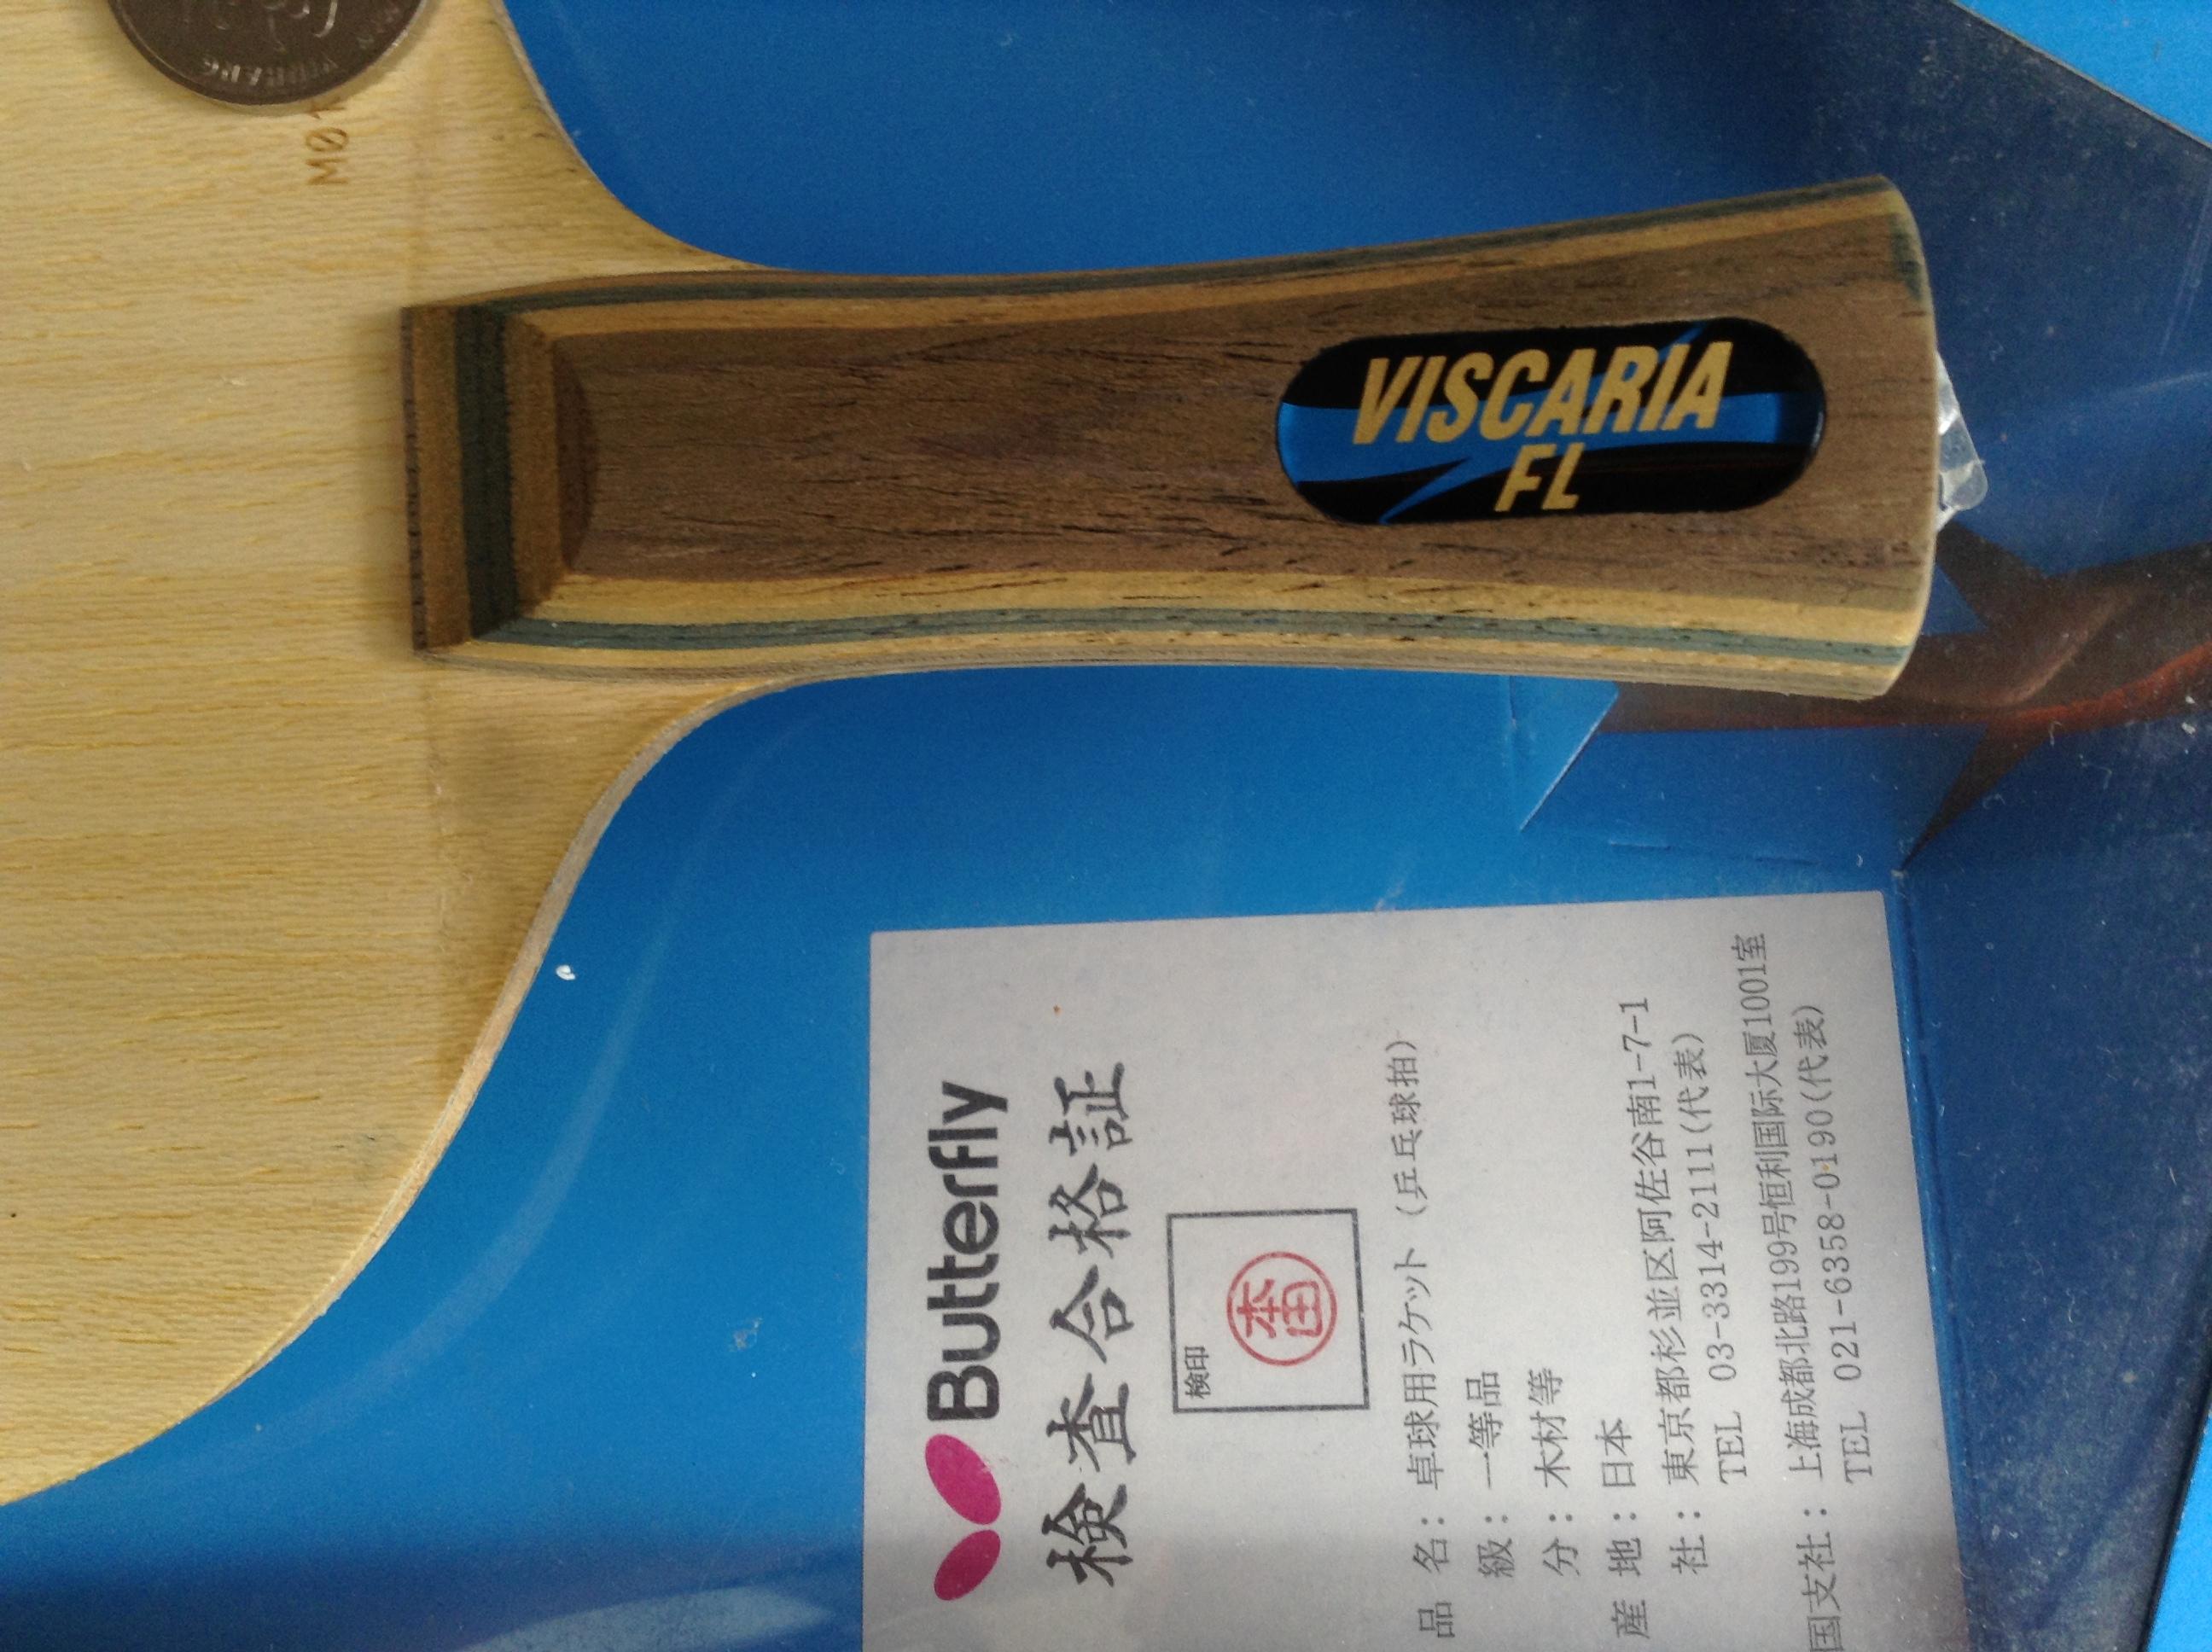 M01
VISCARIA
FL
Butterfly
検査合格証
検印
本田
品 名：卓球用ラケット（乒乓球拍）
級：一等品
分：木材等
産 地：日本
社：東京都杉並区阿佐谷南1-7-1
TEL 03-3314-2111(代表)
国支社：上海成都北路199号恒利国际大厦1001室
TEL 021-6358-0190(代表)